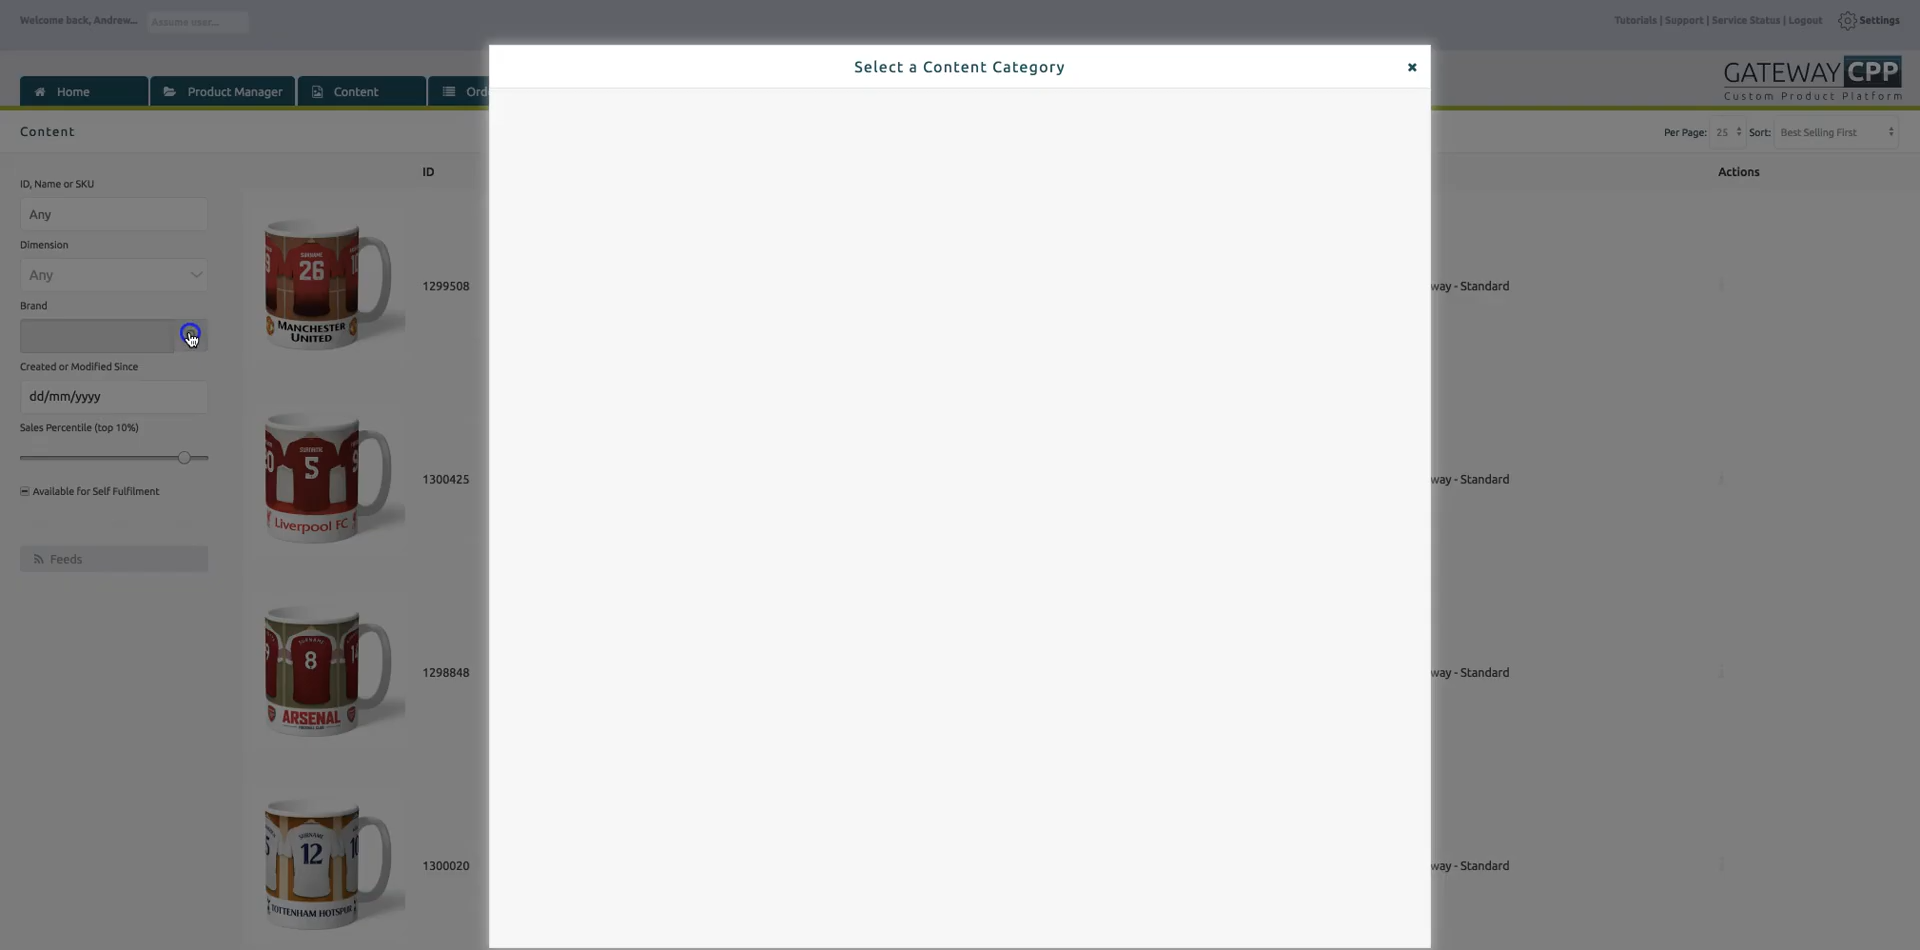 Welcome back, Andrew...
Assume user...
Tutorials | Support | Service Status | Logout
Settings
Select a Content Category
Home
Product Manager
Content
GATEWAY CPP
Custom Product Platform
Content
Per Page: 25
Sort: Best Selling First
ID
Actions
ID, Name or SKU
Any
Dimension
Any
Brand
Created or Modified Since
dd/mm/yyyy
Sales Percentile (top 10%)
Available for Self Fulfilment
Feeds
SURNAME
26
MANCHESTER
UNITED
1299508
way - Standard
SURNAME
5
Liverpool FC
1300425
way - Standard
SURNAME
8
ARSENAL
1298848
way - Standard
SURNAME
12
TOTTENHAM HOTSPUR
1300020
way - Standard